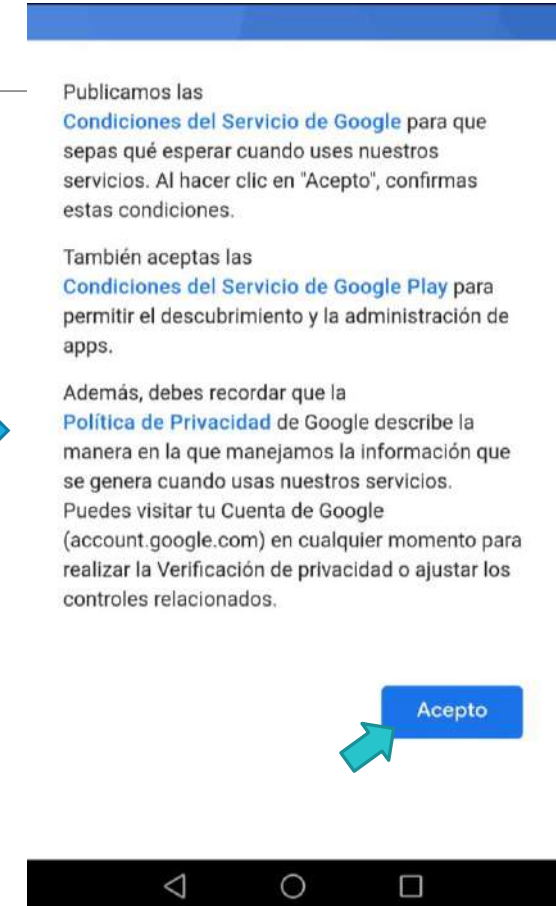 Publicamos las
Condiciones del Servicio de Google para que
sepas qué esperar cuando uses nuestros
servicios. Al hacer clic en "Acepto", confirmas
estas condiciones.
También aceptas las
Condiciones del Servicio de Google Play para
permitir el descubrimiento y la administración de
apps.
Además, debes recordar que la
Política de Privacidad de Google describe la
manera en la que manejamos la información que
se genera cuando usas nuestros servicios.
Puedes visitar tu Cuenta de Google
(account.google.com) en cualquier momento para
realizar la Verificación de privacidad o ajustar los
controles relacionados.
Acepto